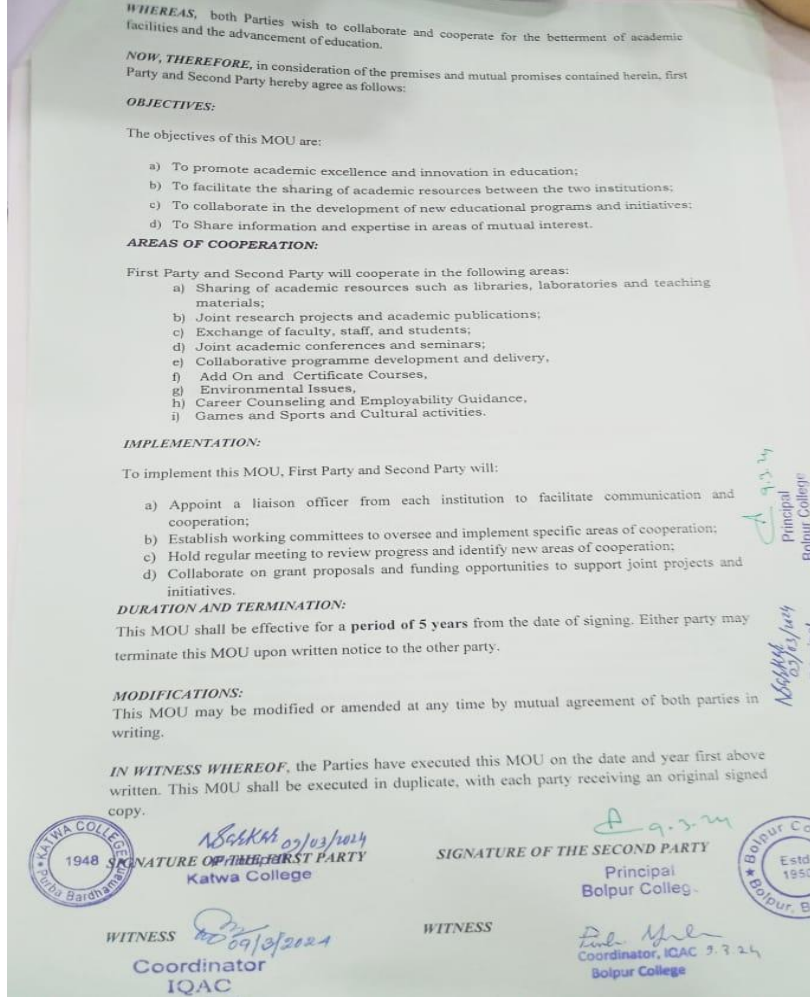 WHEREAS, both Parties wish to collaborate and cooperate for the betterment of academic
facilities and the advancement of education.
NOW, THEREFORE, in consideration of the premises and mutual promises contained herein, first
Party and Second Party hereby agree as follows:
OBJECTIVES:
The objectives of this MOU are:
a) To promote academic excellence and innovation in education;
b) To facilitate the sharing of academic resources between the two institutions;
c) To collaborate in the development of new educational programs and initiatives;
d) To Share information and expertise in areas of mutual interest.
AREAS OF COOPERATION:
First Party and Second Party will cooperate in the following areas:
a) Sharing of academic resources such as libraries, laboratories and teaching
materials;
b) Joint research projects and academic publications;
c) Exchange of faculty, staff, and students;
d) Joint academic conferences and seminars;
e) Collaborative programme development and delivery,
f) Add On and Certificate Courses,
g) Environmental Issues,
h) Career Counseling and Employability Guidance,
i) Games and Sports and Cultural activities.
IMPLEMENTATION:
To implement this MOU, First Party and Second Party will:
a) Appoint a liaison officer from each institution to facilitate communication and
cooperation;
b) Establish working committees to oversee and implement specific areas of cooperation;
c) Hold regular meeting to review progress and identify new areas of cooperation;
d) Collaborate on grant proposals and funding opportunities to support joint projects and
initiatives.
9.3.24
Principal
Bolpur College
DURATION AND TERMINATION:
This MOU shall be effective for a period of 5 years from the date of signing. Either party may
terminate this MOU upon written notice to the other party.
09/03/2024
MODIFICATIONS:
This MOU may be modified or amended at any time by mutual agreement of both parties in
writing.
IN WITNESS WHEREOF, the Parties have executed this MOU on the date and year first above
written. This M0U shall be executed in duplicate, with each party receiving an original signed
copy.
KATWA COLLEGE
1948
Purba Bardhaman
09/03/2024
SIGNATURE OF THE FIRST PARTY
Principal
Katwa College
9.3.24
SIGNATURE OF THE SECOND PARTY
Principal
Bolpur Colleg
Bolpur Co
Estd
1950
Bolpur, B
WITNESS
09/3/2024
Coordinator
IQAC
WITNESS
Coordinator, IQAC 9.3.24
Bolpur College